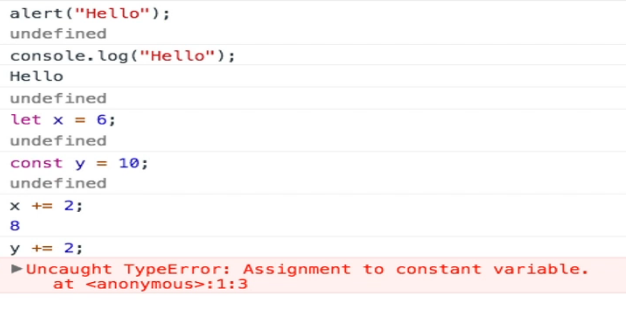 alert("Hello");
undefined
console.log("Hello");
Hello
undefined
let x = 6;
undefined
const y = 10;
undefined
x += 2;
8
y += 2;
Uncaught TypeError: Assignment to constant variable.
at <anonymous>:1:3